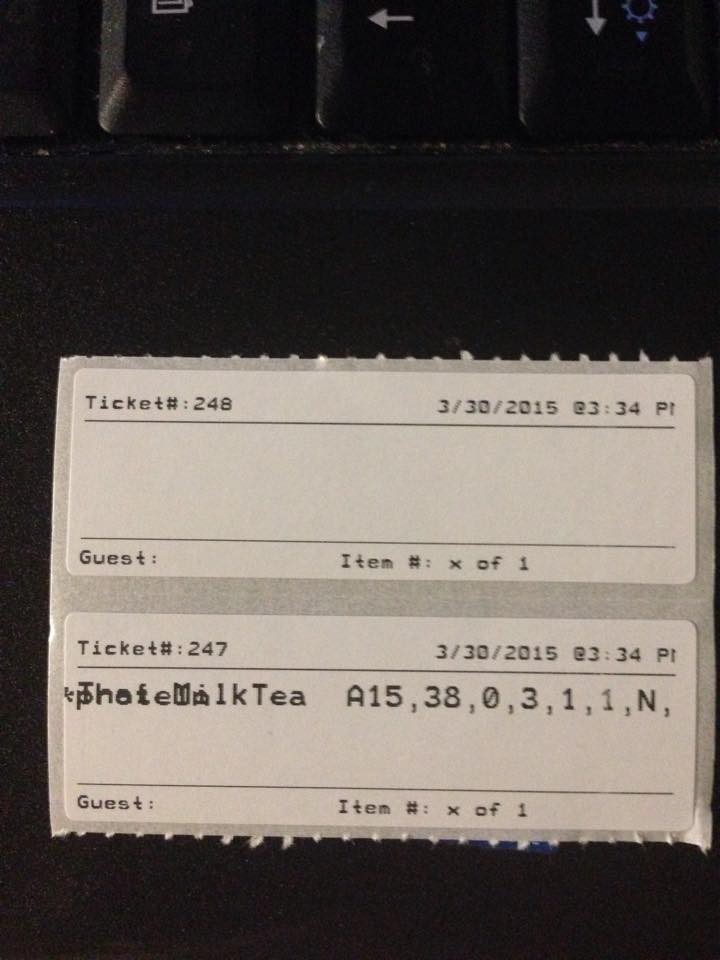 Ticket#:248 3/30/2015 @3:34 P
Guest: Item #: x of 1
Ticket#:247 3/30/2015 @3:34 P
MilkTea A15,38,0,3,1,1,N,
Guest: Item #: x of 1